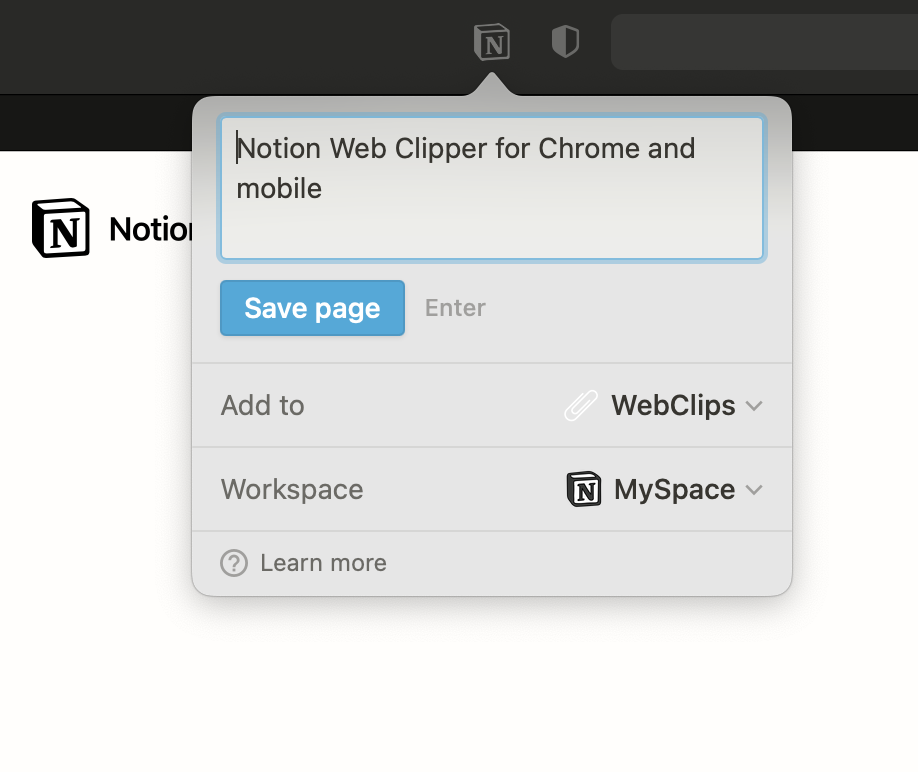 Notion Web Clipper for Chrome and
mobile
Notion
Save page Enter
Add to WebClips
Workspace MySpace
Learn more